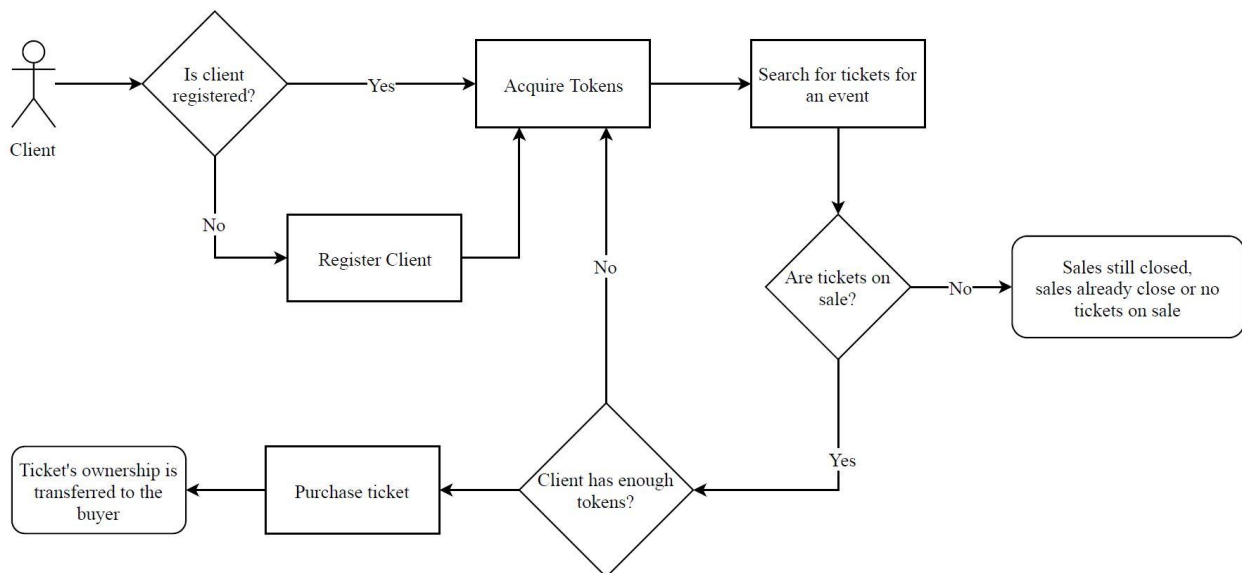 Client
Is client
registered?
Yes
No
Register Client
Acquire Tokens
Search for tickets for
an event
Are tickets on
sale?
No
Sales still closed,
sales already close or no
tickets on sale
Yes
Client has enough
tokens?
No
Purchase ticket
Ticket's ownership is
transferred to the
buyer